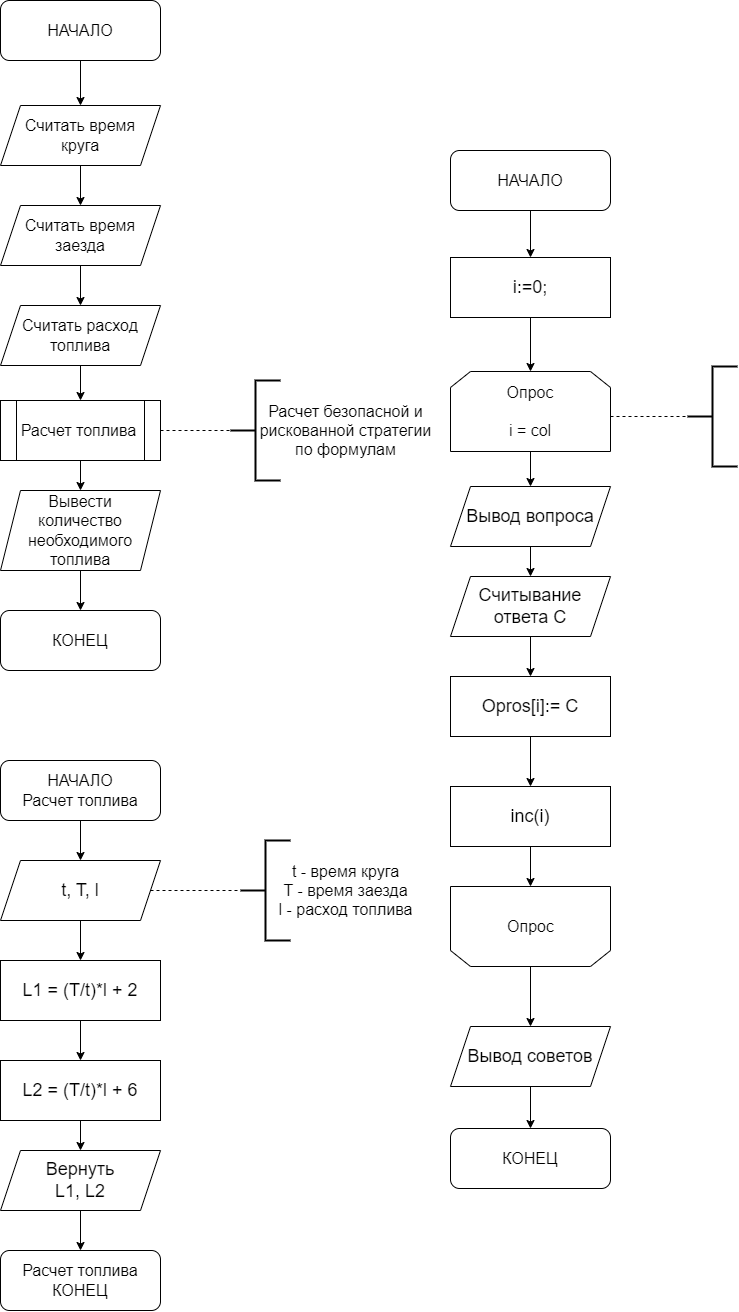 НАЧАЛО
Считать время
круга
Считать время
заезда
Считать расход
топлива
Расчет топлива
Расчет безопасной и
рискованной стратегии
по формулам
Вывести
количество
необходимого
топлива
КОНЕЦ
НАЧАЛО
Расчет топлива
t, T, l
t - время круга
T - время заезда
l - расход топлива
L1 = (T/t)*l + 2
L2 = (T/t)*l + 6
Вернуть
L1, L2
Расчет топлива
КОНЕЦ
НАЧАЛО
i:=0;
Опрос
i = col
Вывод вопроса
Считывание
ответа C
Opros[i]:= C
inc(i)
Опрос
Вывод советов
КОНЕЦ